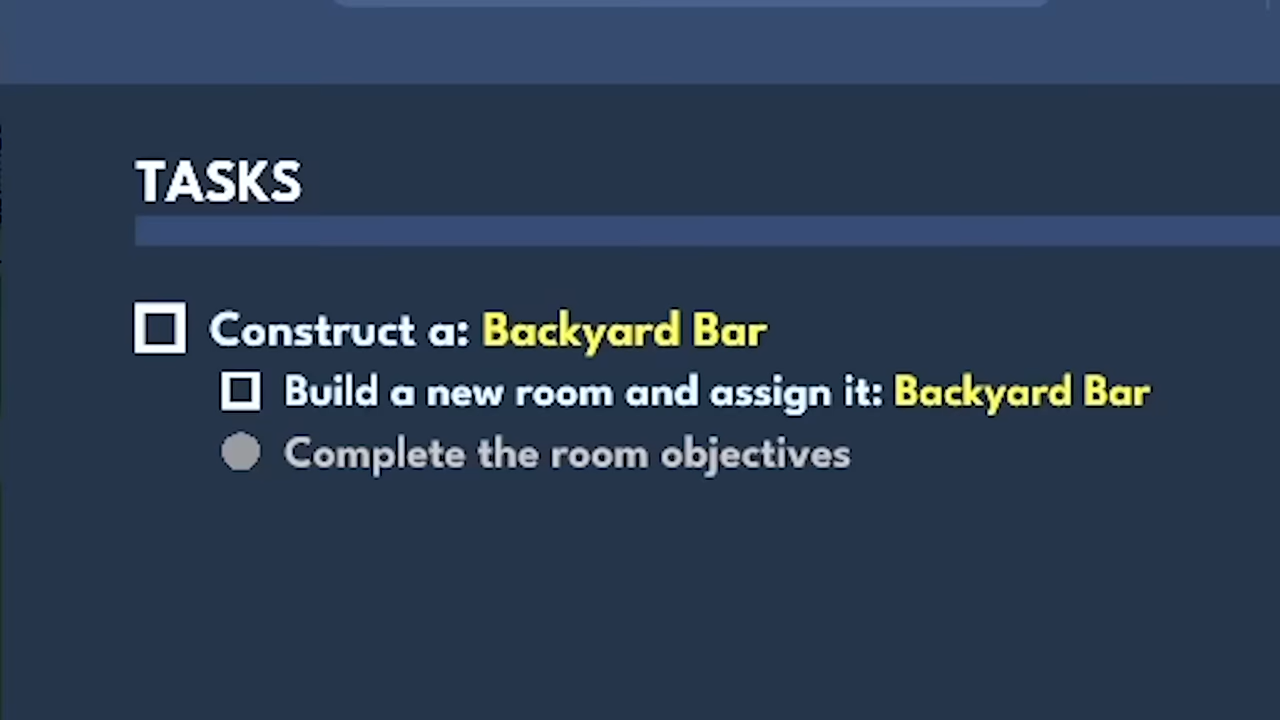 TASKS
Construct a: Backyard Bar
Build a new room and assign it: Backyard Bar
Complete the room objectives